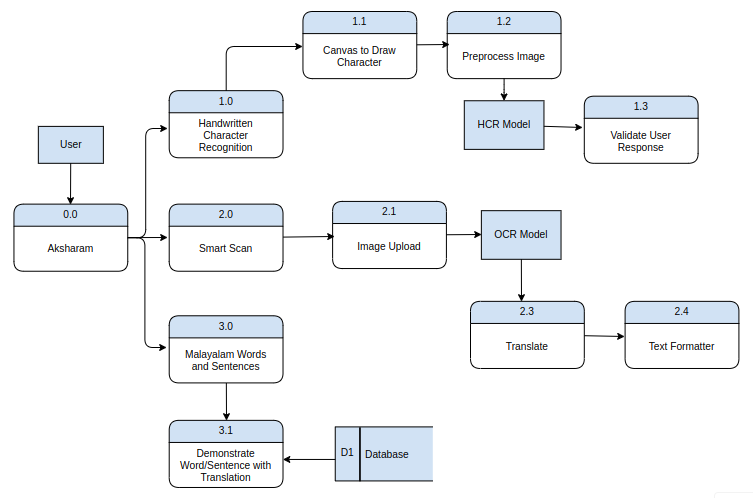 1.1
Canvas to Draw
Character
1.2
Preprocess Image
1.0
Handwritten
Character
Recognition
HCR Model
1.3
Validate User
Response
User
0.0
Aksharam
2.0
Smart Scan
2.1
Image Upload
OCR Model
2.3
Translate
2.4
Text Formatter
3.0
Malayalam Words
and Sentences
3.1
Demonstrate
Word/Sentence with
Translation
D1
Database